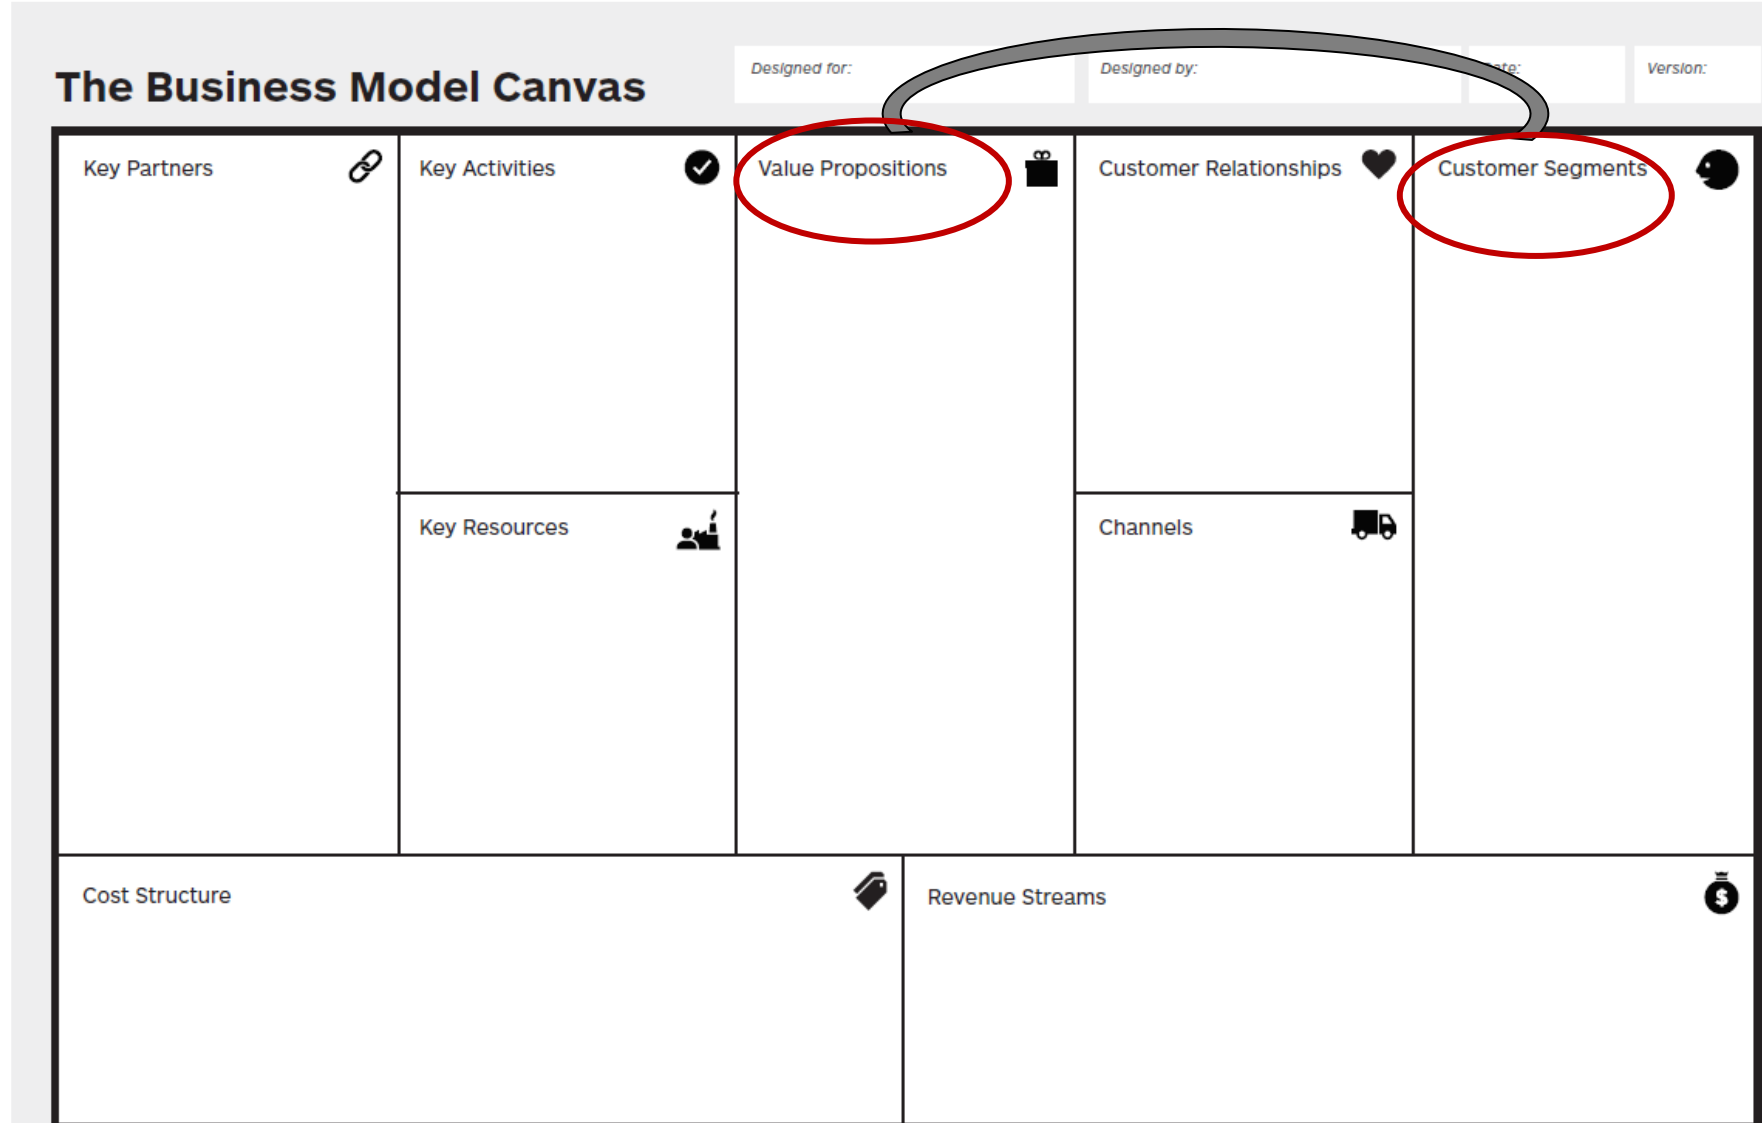 The Business Model Canvas
Designed for:
Designed by:
Version:
Key Partners
Key Activities
Value Propositions
Customer Relationships
Customer Segments
Key Resources
Channels
Cost Structure
Revenue Streams
$